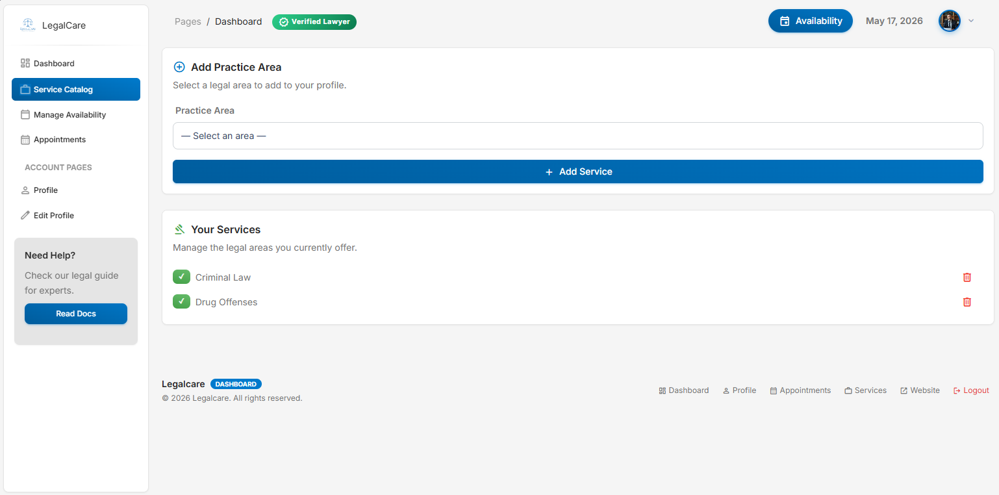 LegalCare
Dashboard
Service Catalog
Manage Availability
Appointments
ACCOUNT PAGES
Profile
Edit Profile
Need Help?
Check our legal guide
for experts.
Read Docs
Pages / Dashboard Verified Lawyer
Availability May 17, 2026
Add Practice Area
Select a legal area to add to your profile.
Practice Area
— Select an area —
+ Add Service
Your Services
Manage the legal areas you currently offer.
Criminal Law
Drug Offenses
Legalcare DASHBOARD
© 2026 Legalcare. All rights reserved.
Dashboard Profile Appointments Services Website Logout